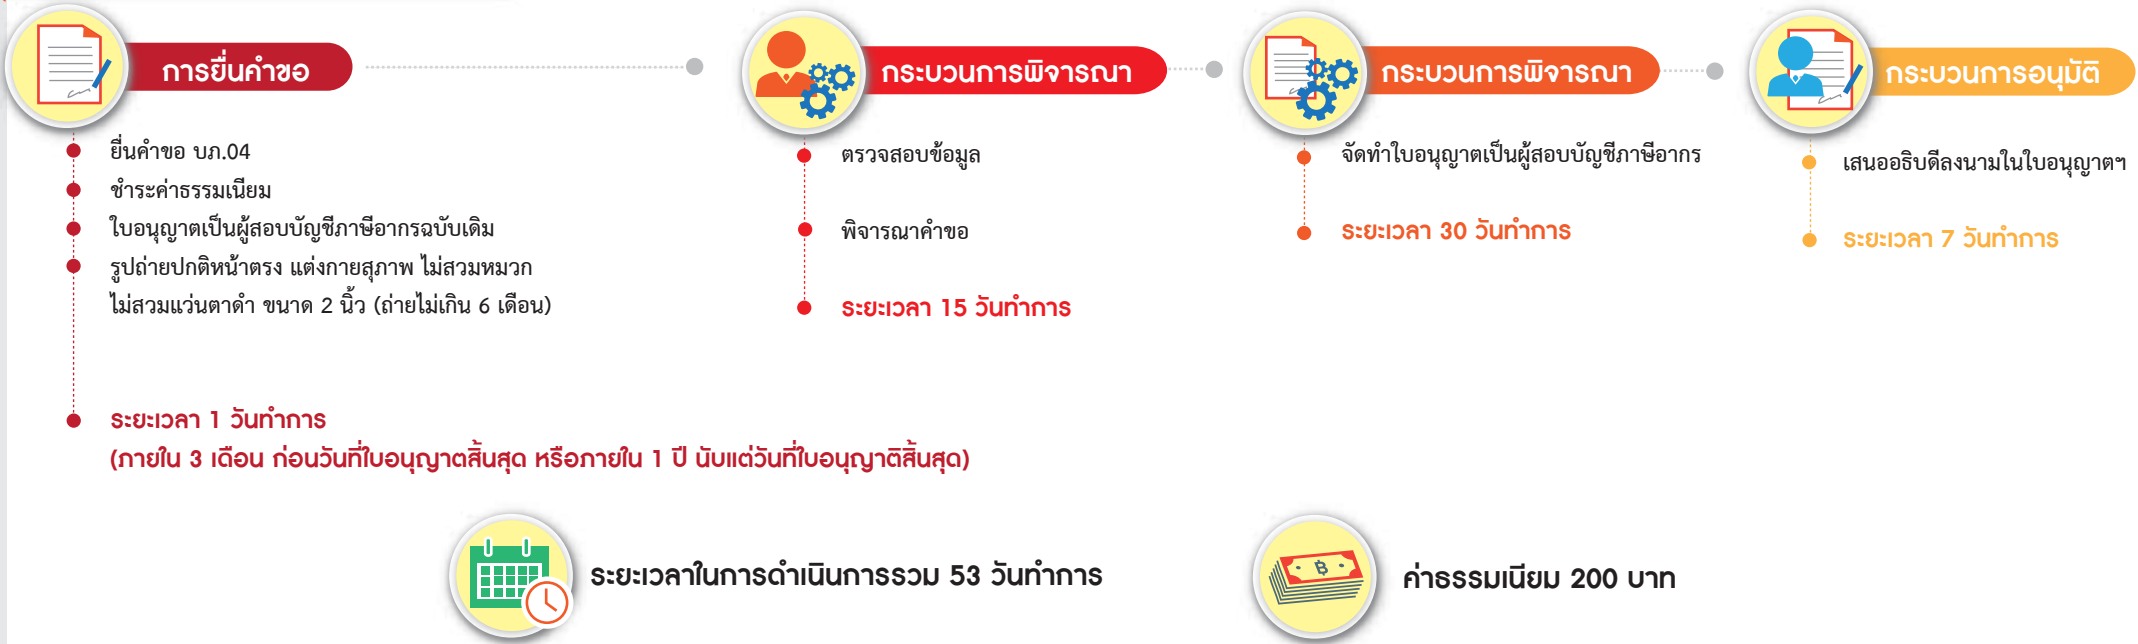 การยื่นคำขอ
ยื่นคำขอ บภ.04
ชำระค่าธรรมเนียม
ใบอนุญาตเป็นผู้สอบบัญชีภาษีอากรฉบับเดิม
รูปถ่ายปกติหน้าตรง แต่งกายสุภาพ ไม่สวมหมวก
ไม่สวมแว่นตาดำ ขนาด 2 นิ้ว (ถ่ายไม่เกิน 6 เดือน)
ระยะเวลา 1 วันทำการ
(ภายใน 3 เดือน ก่อนวันที่ใบอนุญาตสิ้นสุด หรือภายใน 1 ปี นับแต่วันที่ใบอนุญาติสิ้นสุด)
กระบวนการพิจารณา
ตรวจสอบข้อมูล
พิจารณาคำขอ
ระยะเวลา 15 วันทำการ
กระบวนการพิจารณา
จัดทำใบอนุญาตเป็นผู้สอบบัญชีภาษีอากร
ระยะเวลา 30 วันทำการ
กระบวนการอนุมัติ
เสนออธิบดีลงนามในใบอนุญาตฯ
ระยะเวลา 7 วันทำการ
ระยะเวลาในการดำเนินการรวม 53 วันทำการ
฿
ค่าธรรมเนียม 200 บาท